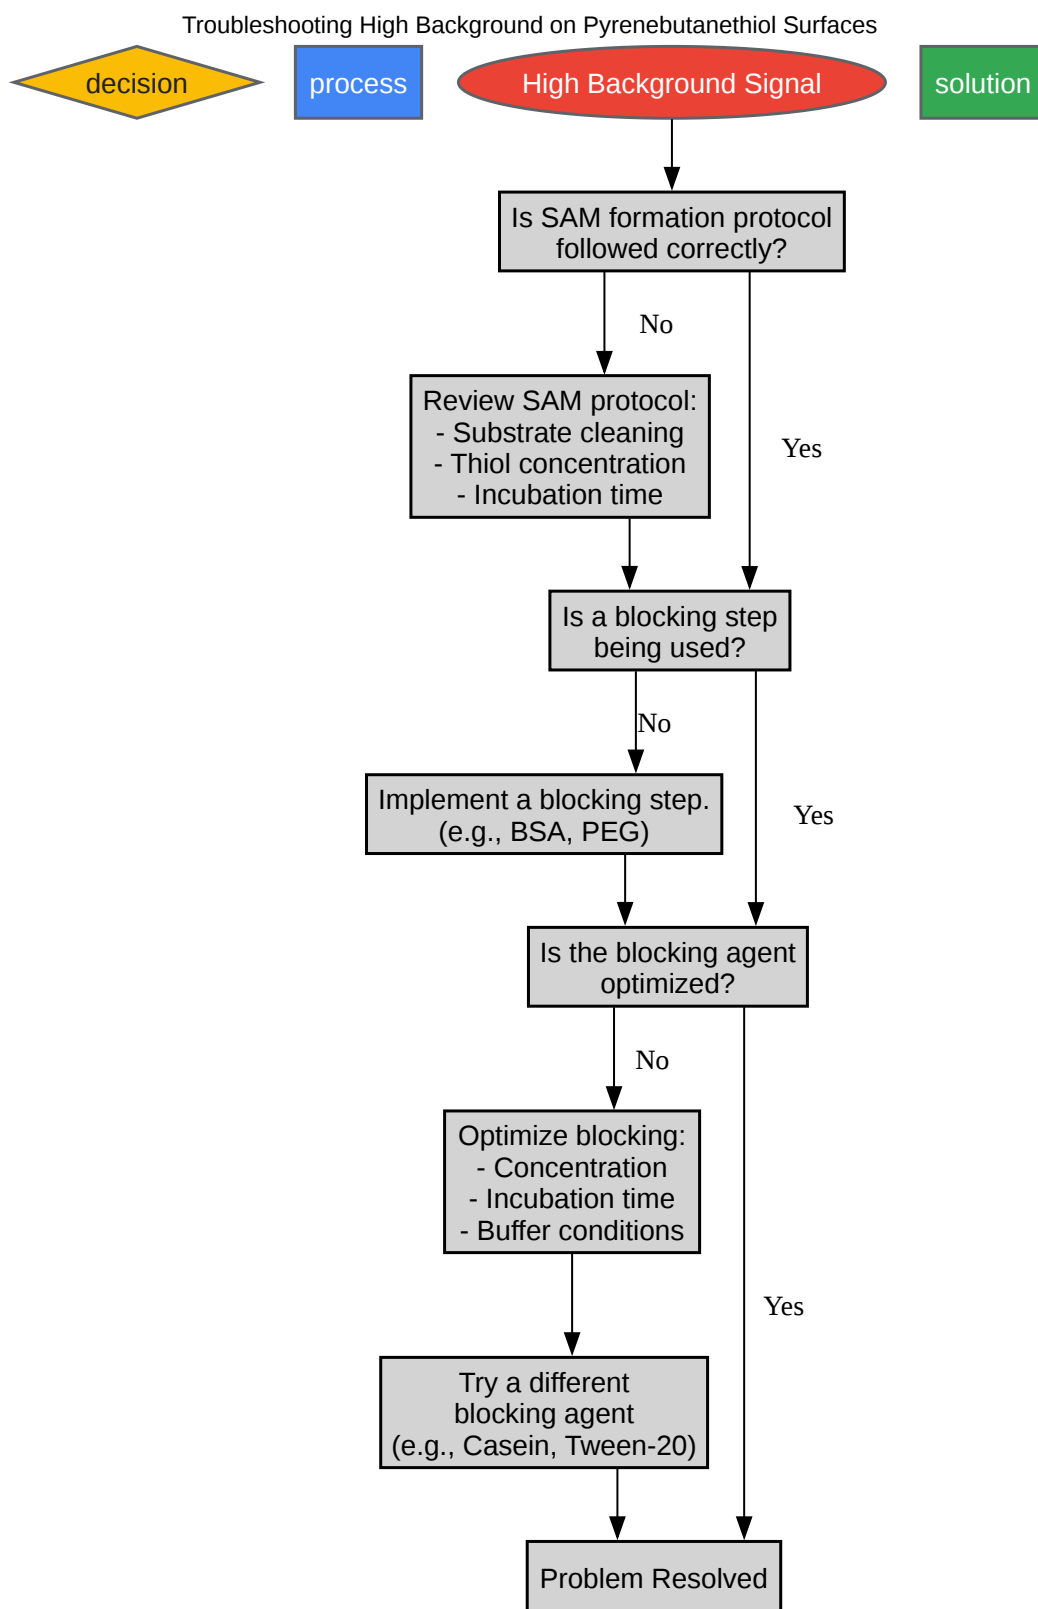 Troubleshooting High Background on Pyrenebutanethiol Surfaces
decision
process
High Background Signal
solution
Is SAM formation protocol
followed correctly?
No
Review SAM protocol:
- Substrate cleaning
- Thiol concentration
- Incubation time
Yes
Is a blocking step
being used?
No
Implement a blocking step.
(e.g., BSA, PEG)
Yes
Is the blocking agent
optimized?
No
Optimize blocking:
- Concentration
- Incubation time
- Buffer conditions
Yes
Try a different
blocking agent
(e.g., Casein, Tween-20)
Problem Resolved